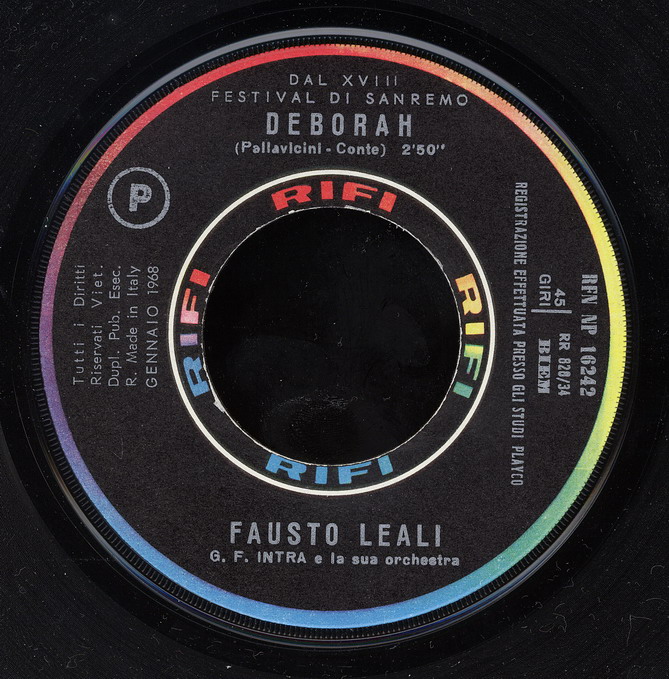 DAL XVIII
FESTIVAL DI SANREMO
DEBORAH
(Pallavicini - Conte) 2'50"
P
RIFI
RIFI
RIFI
RIFI
Tutti i Diritti
Riservati Viet.
Dupl. Pub. Esec.
R. Made in Italy
GENNAIO 1968
RFN NP 16242
RR 828/34
45
GIRI
BIEM
REGISTRAZIONE EFFETTUATA PRESSO GLI STUDI PLAYCO
FAUSTO LEALI
G. F. INTRA e la sua orchestra